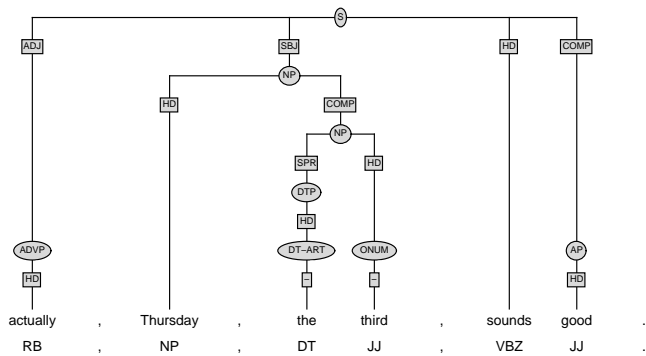 S
ADJ SBJ HD COMP
NP
HD COMP
NP
SPR HD
DTP
HD
ADVP DT–ART ONUM AP
HD – – HD
actually , Thursday , the third , sounds good .
RB , NP , DT JJ , VBZ JJ .